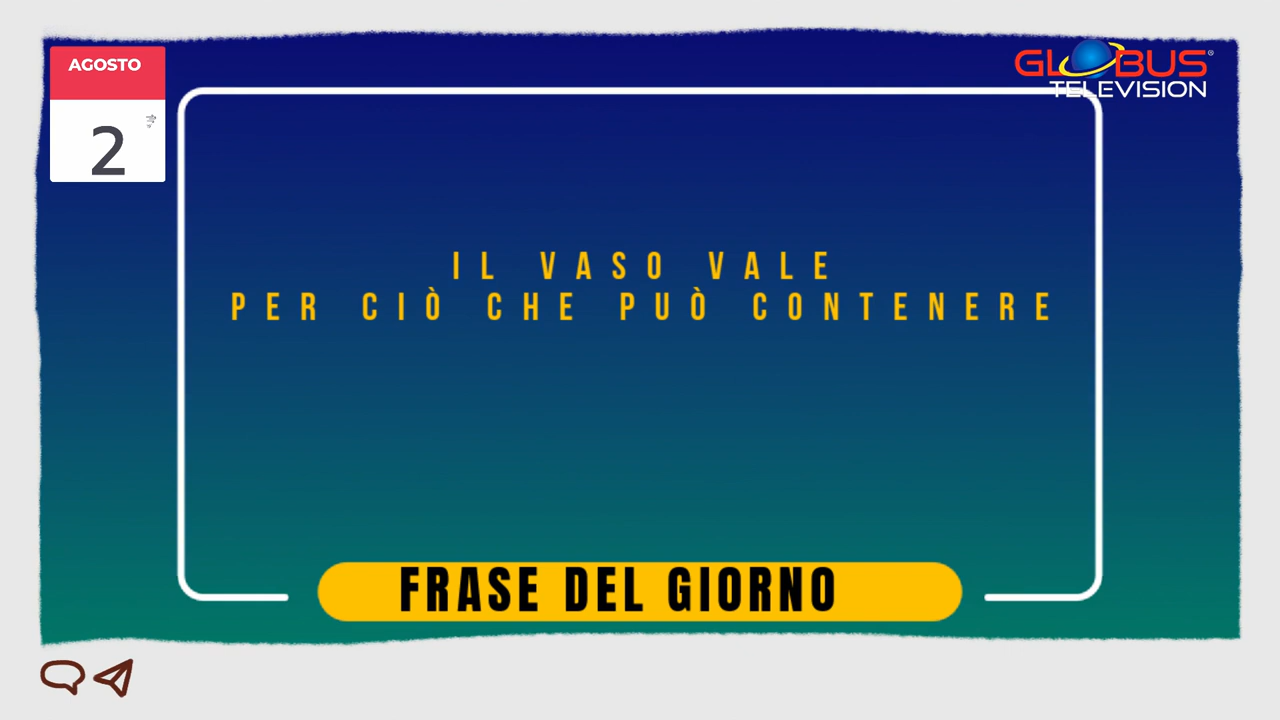 AGOSTO
2
GLOBUS®
TELEVISION
IL VASO VALE
PER CIÒ CHE PUÒ CONTENERE
FRASE DEL GIORNO